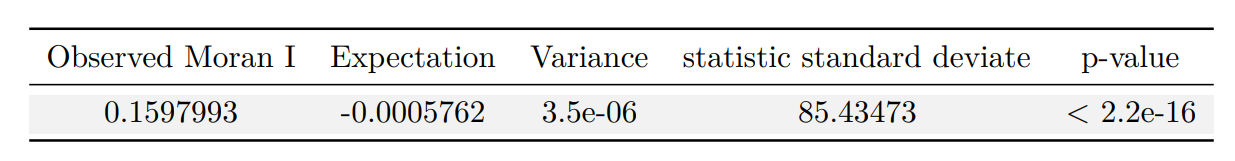 Observed Moran I Expectation Variance statistic standard deviate p-value
0.1597993 -0.0005762 3.5e-06 85.43473 < 2.2e-16